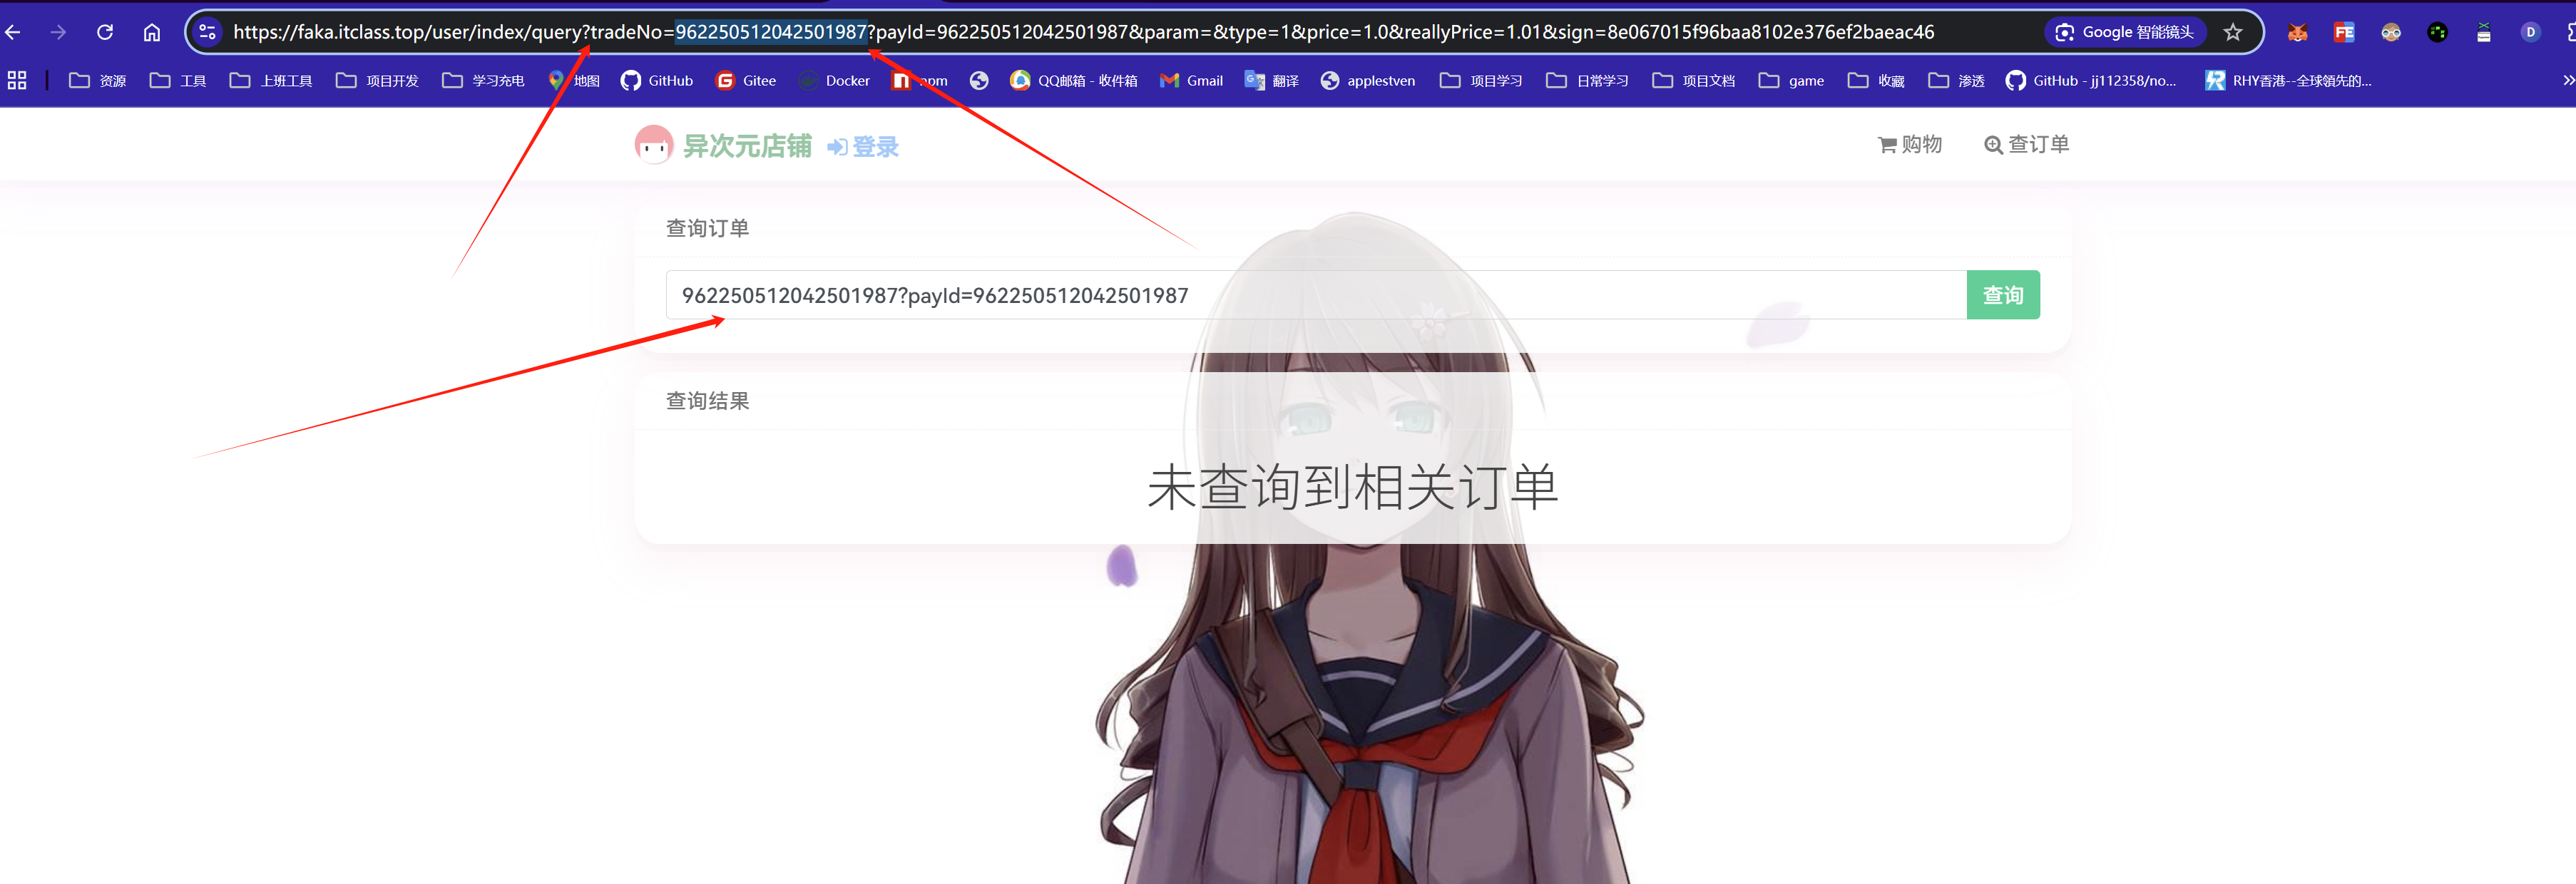 https://faka.itclass.top/user/index/query?tradeNo=962250512042501987?payId=962250512042501987&param=&type=1&price=1.0&reallyPrice=1.01&sign=8e067015f96baa8102e376ef2baeac46
Google 智能镜头
FE
D
资源
工具
上班工具
项目开发
学习充电
地图
GitHub
Gitee
Docker
QQ邮箱 - 收件箱
Gmail
翻译
applestven
项目学习
日常学习
项目文档
game
收藏
渗透
GitHub - jj112358/no...
RHY香港--全球領先的...
异次元店铺
登录
购物
查订单
查询订单
962250512042501987?payId=962250512042501987
查询
查询结果
未查询到相关订单